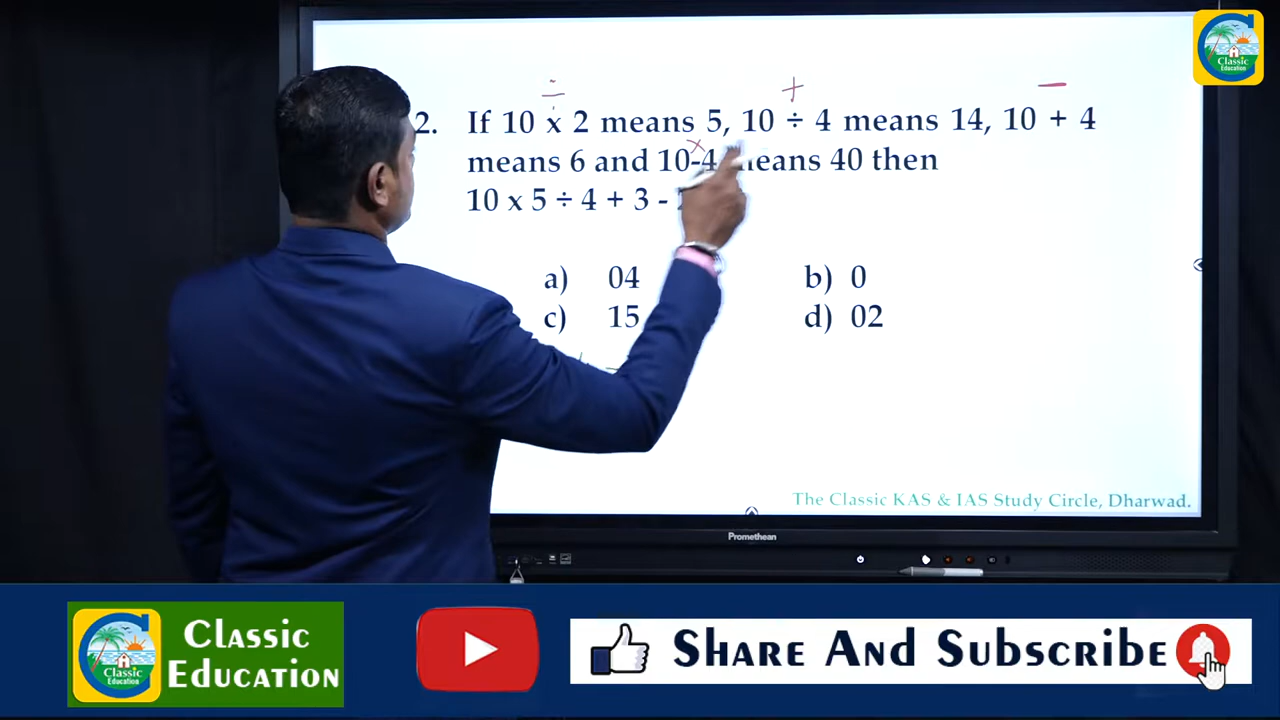 Classic
Education
÷ + −
2. If 10 x 2 means 5, 10 ÷ 4 means 14, 10 + 4
×
means 6 and 10-4 means 40 then
10 x 5 ÷ 4 + 3 -
a) 04 b) 0
c) 15 d) 02
The Classic KAS & IAS Study Circle, Dharwad.
Promethean
Classic
Education
Classic
Education
Share And Subscribe